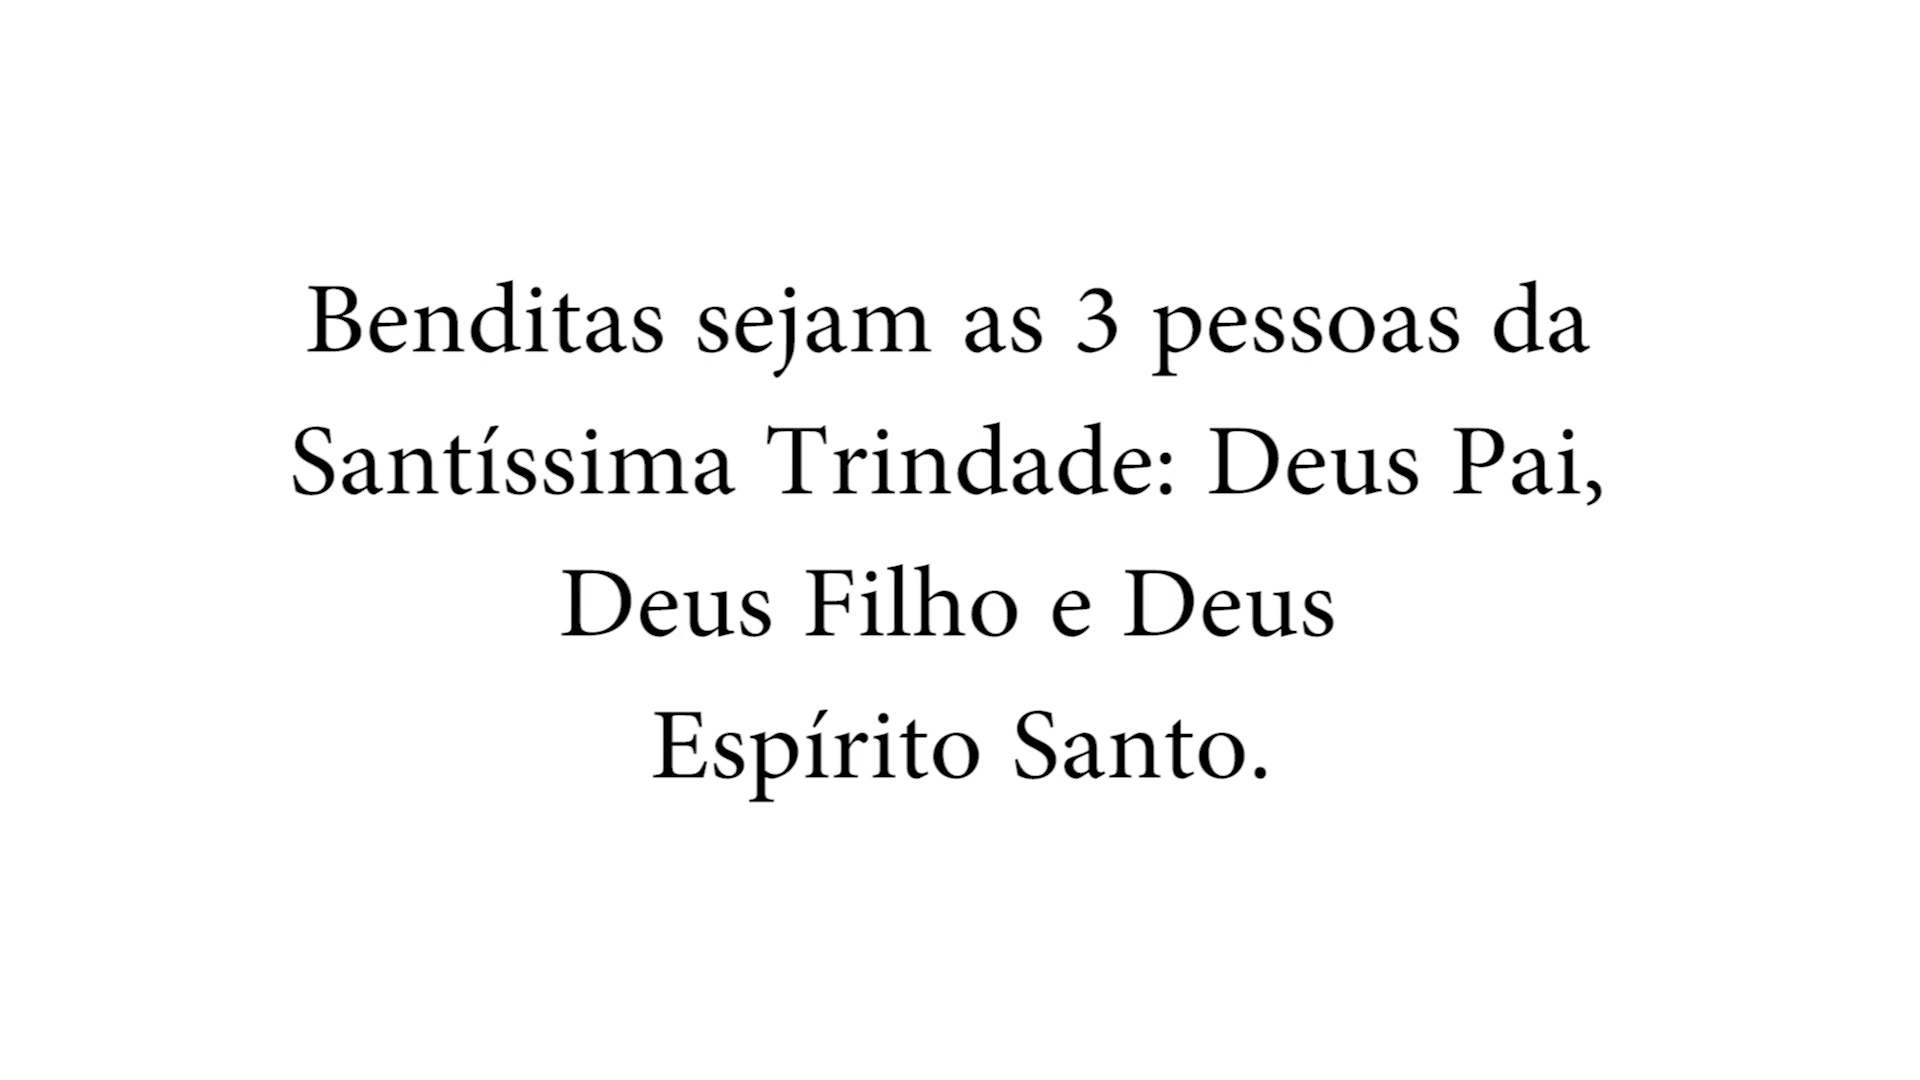 Benditas sejam as 3 pessoas da
Santíssima Trindade: Deus Pai,
Deus Filho e Deus
Espírito Santo.